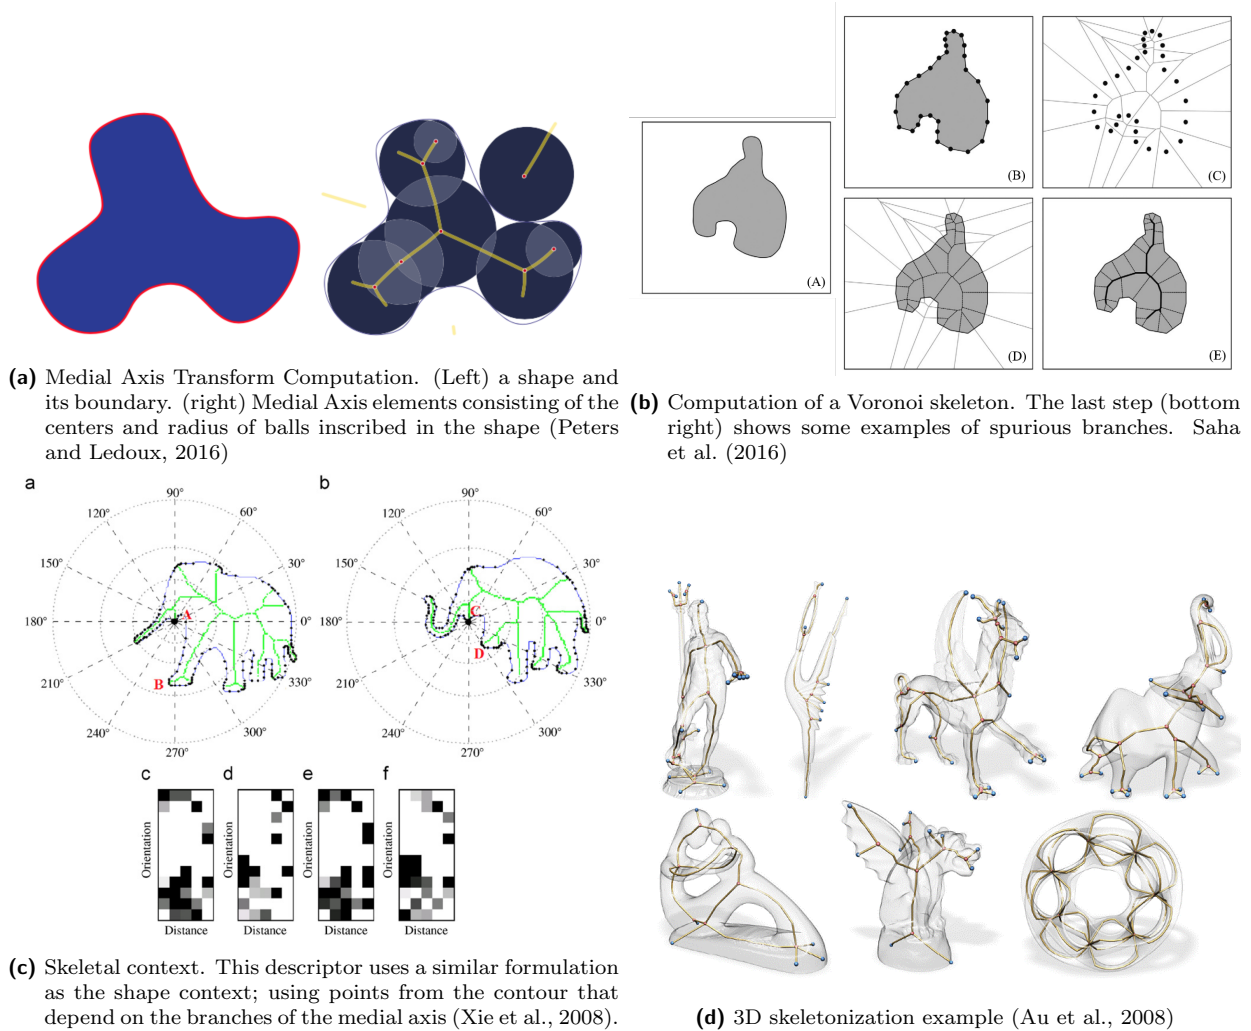 (A)
(B)
(C)
(D)
(E)
(a) Medial Axis Transform Computation. (Left) a shape and
its boundary. (right) Medial Axis elements consisting of the
centers and radius of balls inscribed in the shape (Peters
and Ledoux, 2016)
(b) Computation of a Voronoi skeleton. The last step (bottom
right) shows some examples of spurious branches. Saha
et al. (2016)
a
90°
120°
60°
150°
30°
180°
0°
210°
330°
240°
300°
270°
A
B
b
90°
120°
60°
150°
30°
180°
0°
210°
330°
240°
300°
270°
C
D
c
d
e
f
Orientation
Orientation
Orientation
Orientation
Distance
Distance
Distance
Distance
(c) Skeletal context. This descriptor uses a similar formulation
as the shape context; using points from the contour that
depend on the branches of the medial axis (Xie et al., 2008).
(d) 3D skeletonization example (Au et al., 2008)